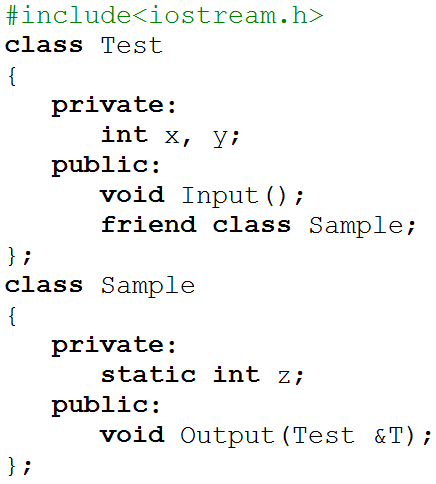 #include<iostream.h>
class Test
{
private:
int x, y;
public:
void Input();
friend class Sample;
};
class Sample
{
private:
static int z;
public:
void Output(Test &T);
};